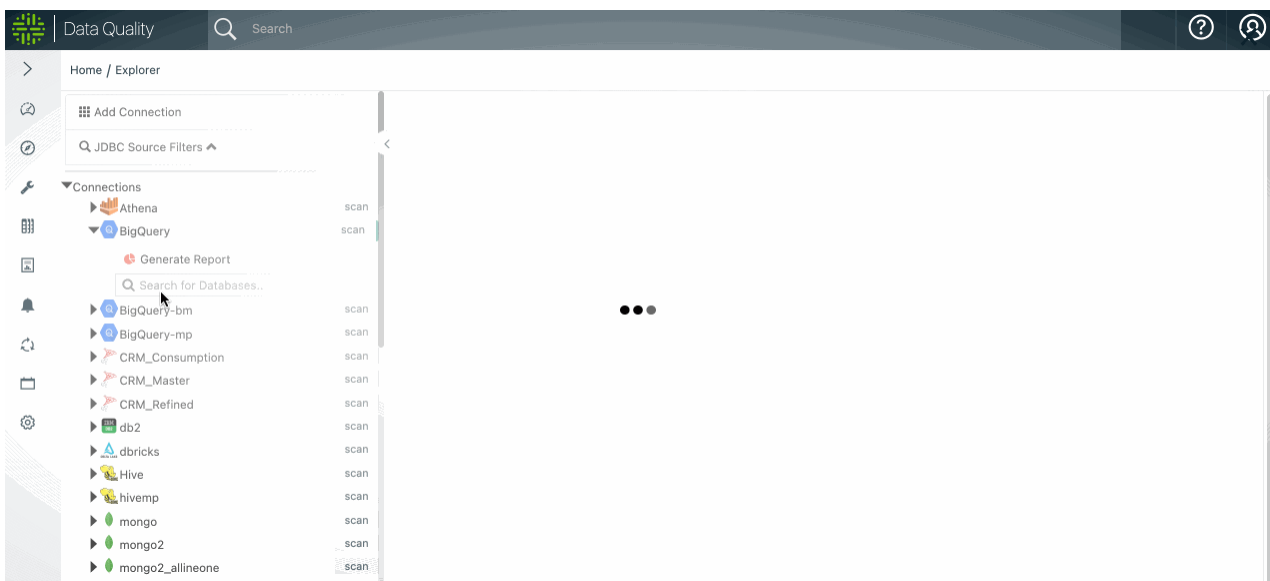 Data Quality
Search
Home / Explorer
Add Connection
JDBC Source Filters
Connections
Athena scan
BigQuery scan
Generate Report
Search for Databases..
BigQuery-bm scan
BigQuery-mp scan
CRM_Consumption scan
CRM_Master scan
CRM_Refined scan
db2 scan
dbricks scan
Hive scan
hivemp scan
mongo scan
mongo2 scan
mongo2_allineone scan